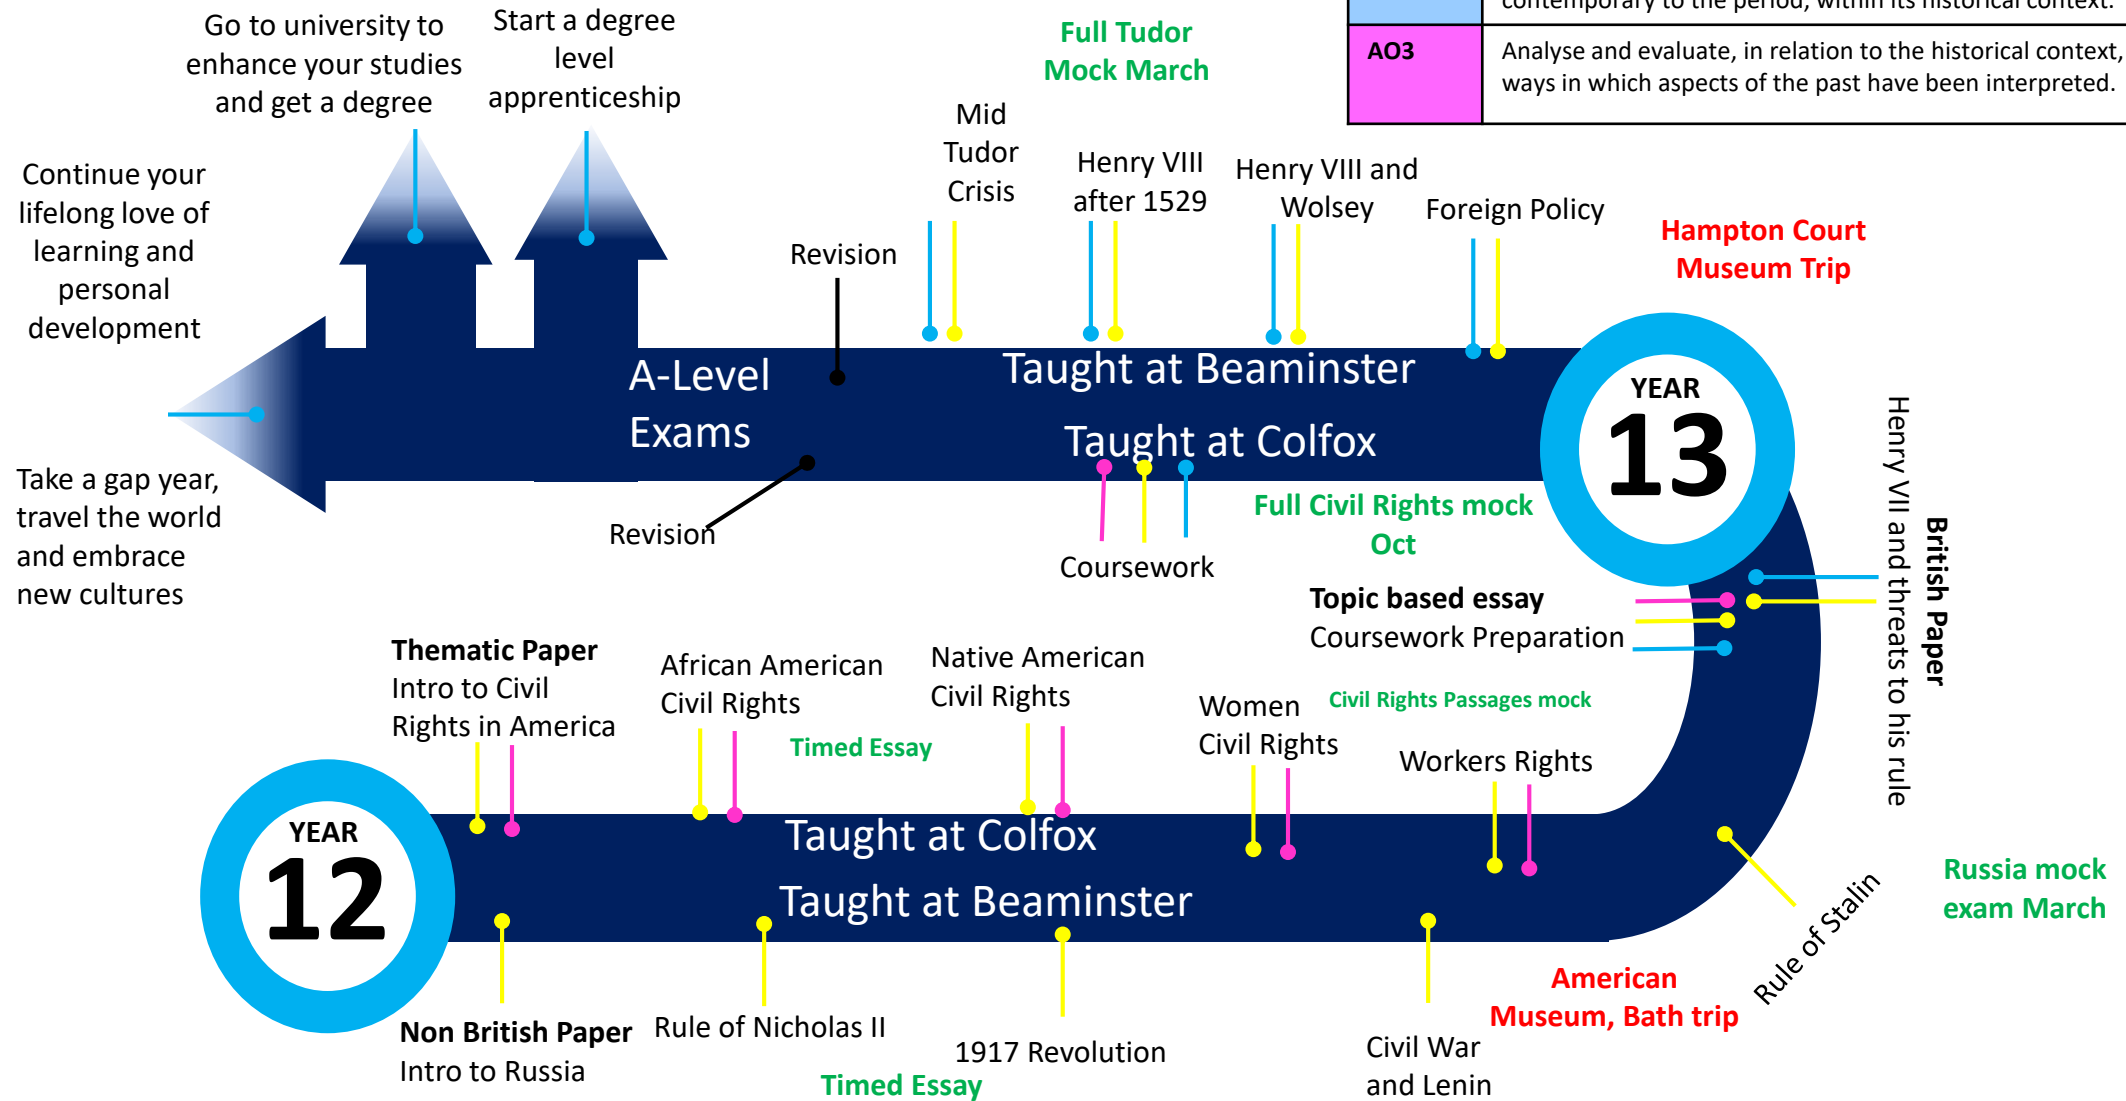 contemporary to the period, within its historical context.
AO3
Analyse and evaluate, in relation to the historical context,
ways in which aspects of the past have been interpreted.
Go to university to
enhance your studies
and get a degree
Start a degree
level
apprenticeship
Full Tudor
Mock March
Continue your
lifelong love of
learning and
personal
development
Revision
Mid
Tudor
Crisis
Henry VIII
after 1529
Henry VIII and
Wolsey
Foreign Policy
Hampton Court
Museum Trip
A-Level
Exams
Taught at Beaminster
Taught at Colfox
YEAR
13
Take a gap year,
travel the world
and embrace
new cultures
Revision
Coursework
Full Civil Rights mock
Oct
British Paper
Henry VII and threats to his rule
Topic based essay
Coursework Preparation
Thematic Paper
Intro to Civil
Rights in America
African American
Civil Rights
Timed Essay
Native American
Civil Rights
Women
Civil Rights
Civil Rights Passages mock
Workers Rights
YEAR
12
Taught at Colfox
Taught at Beaminster
Rule of Stalin
Russia mock
exam March
Non British Paper
Intro to Russia
Rule of Nicholas II
Timed Essay
1917 Revolution
Civil War
and Lenin
American
Museum, Bath trip